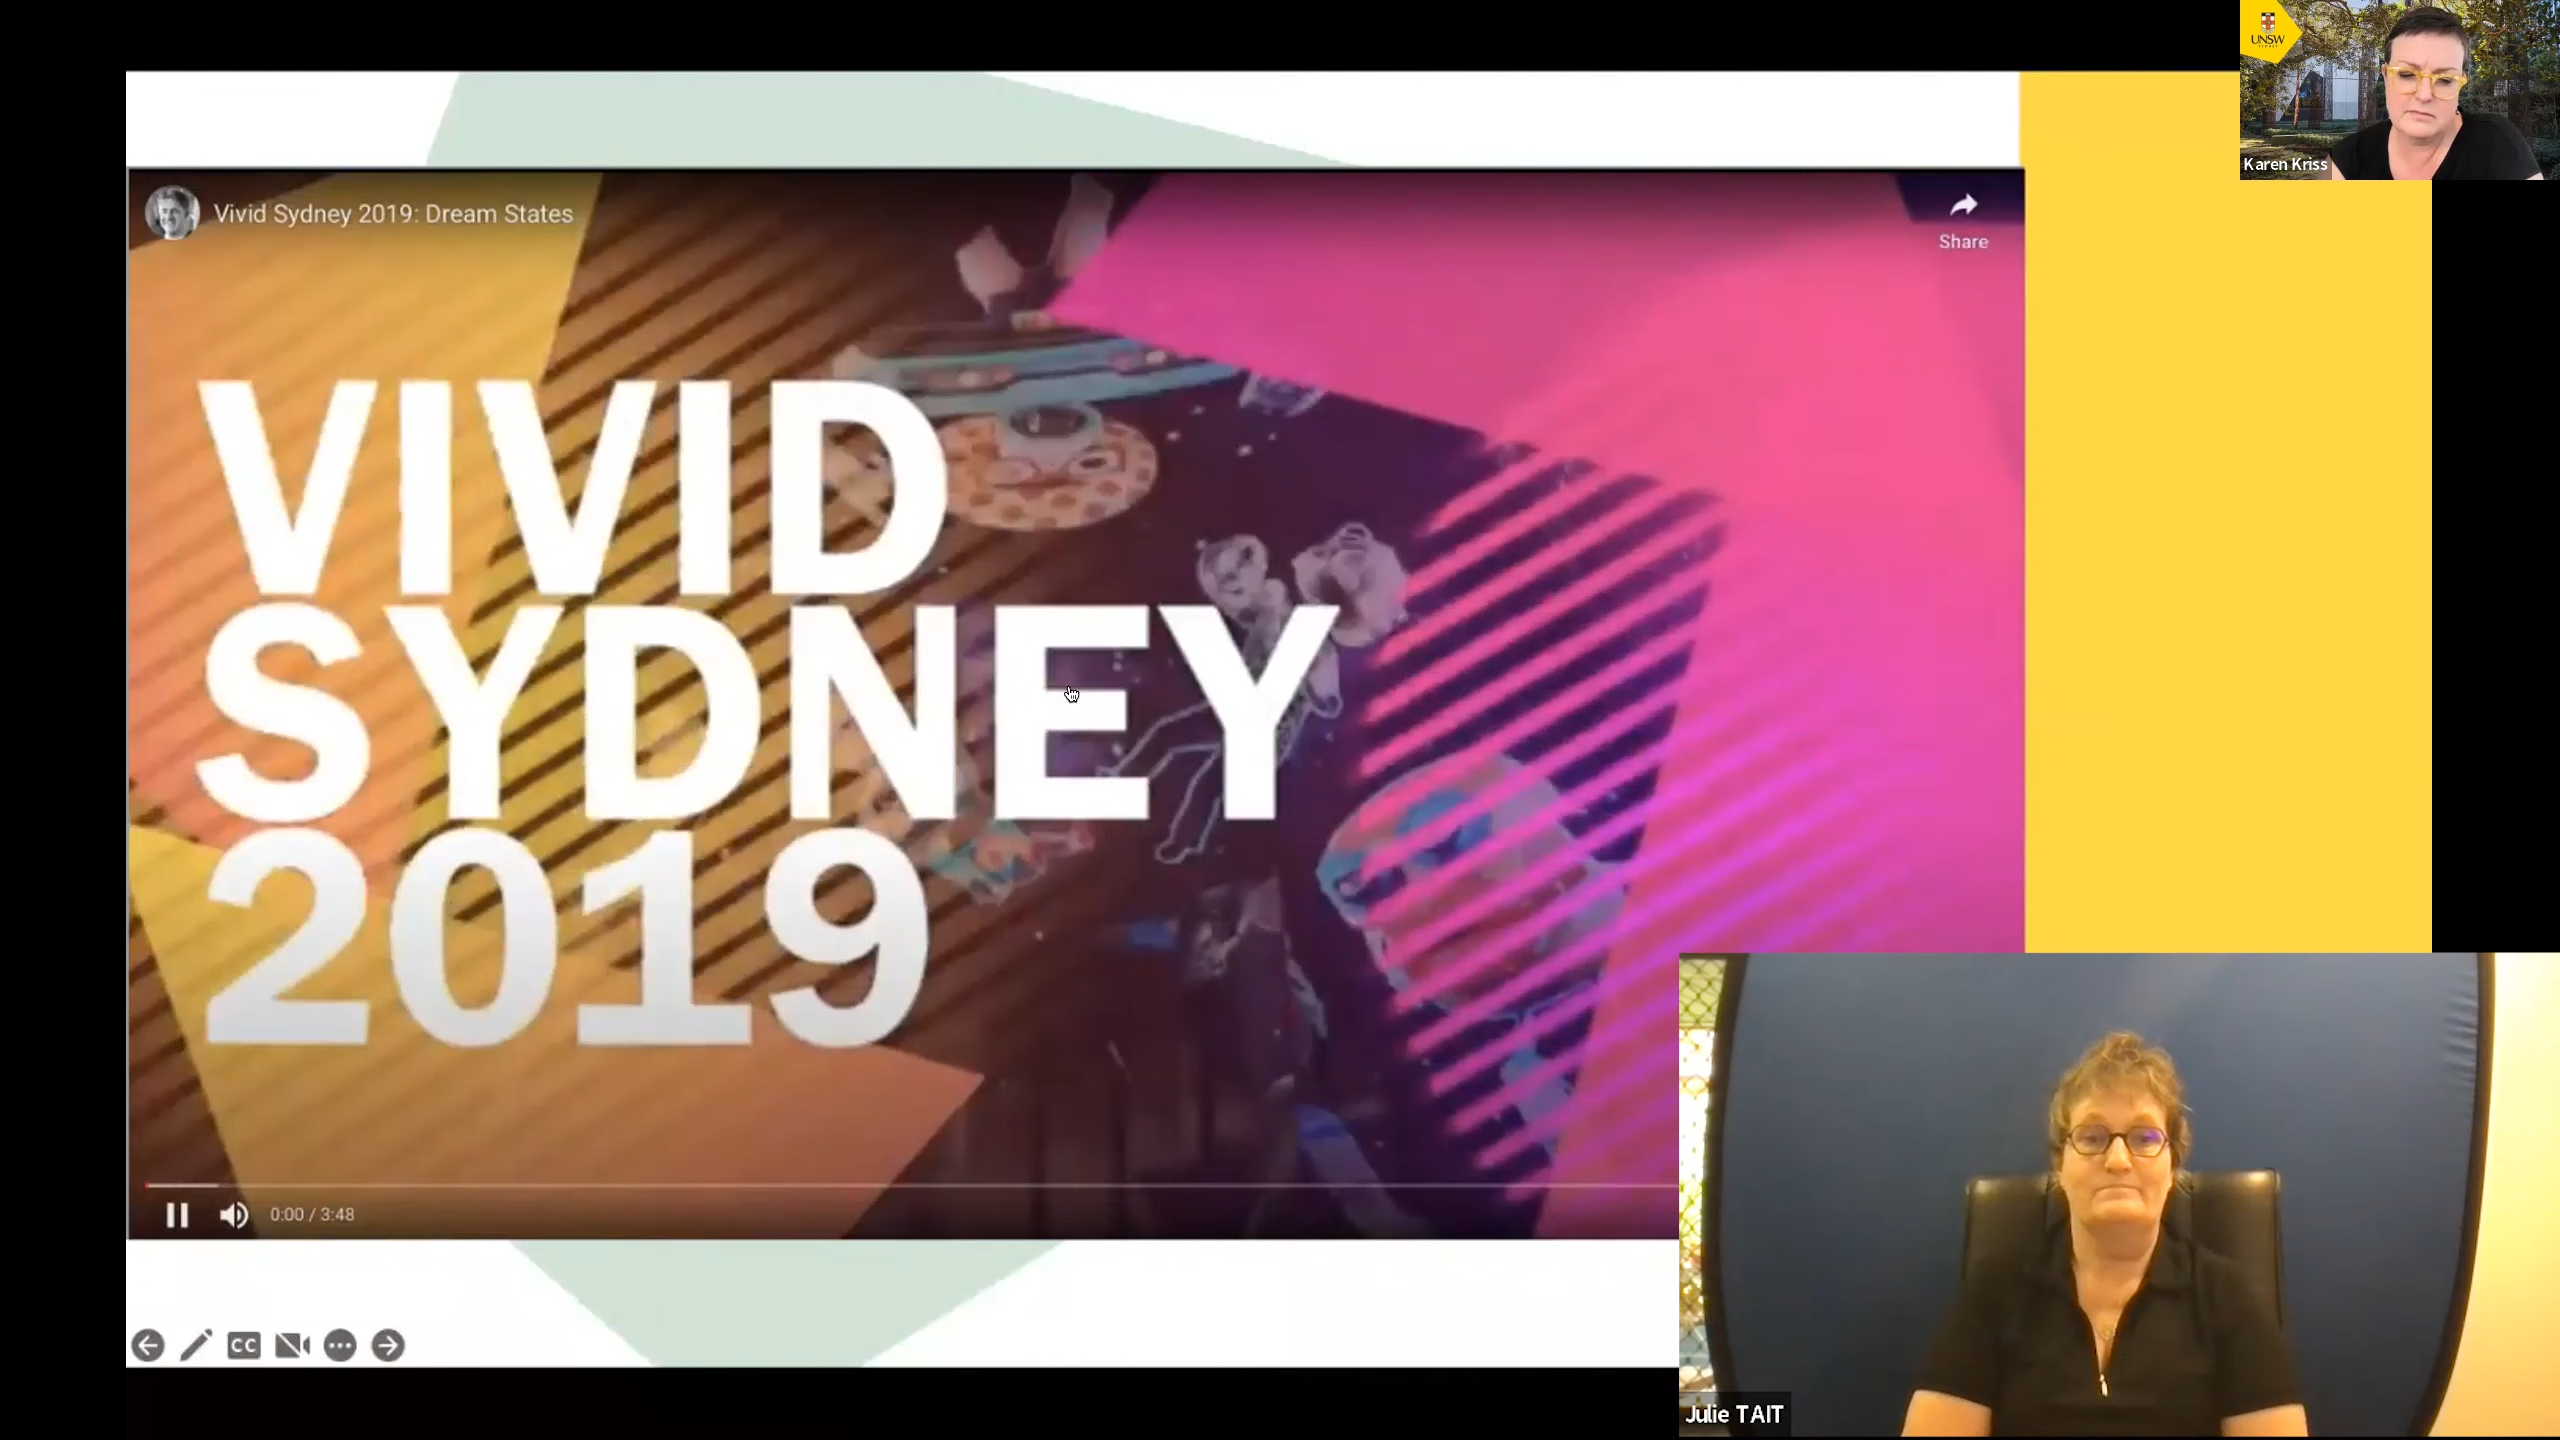 Vivid Sydney 2019: Dream States
Share
UNSW
Karen Kriss
VIVID
SYDNEY
2019
0:00 / 3:48
CC
Julie TAIT